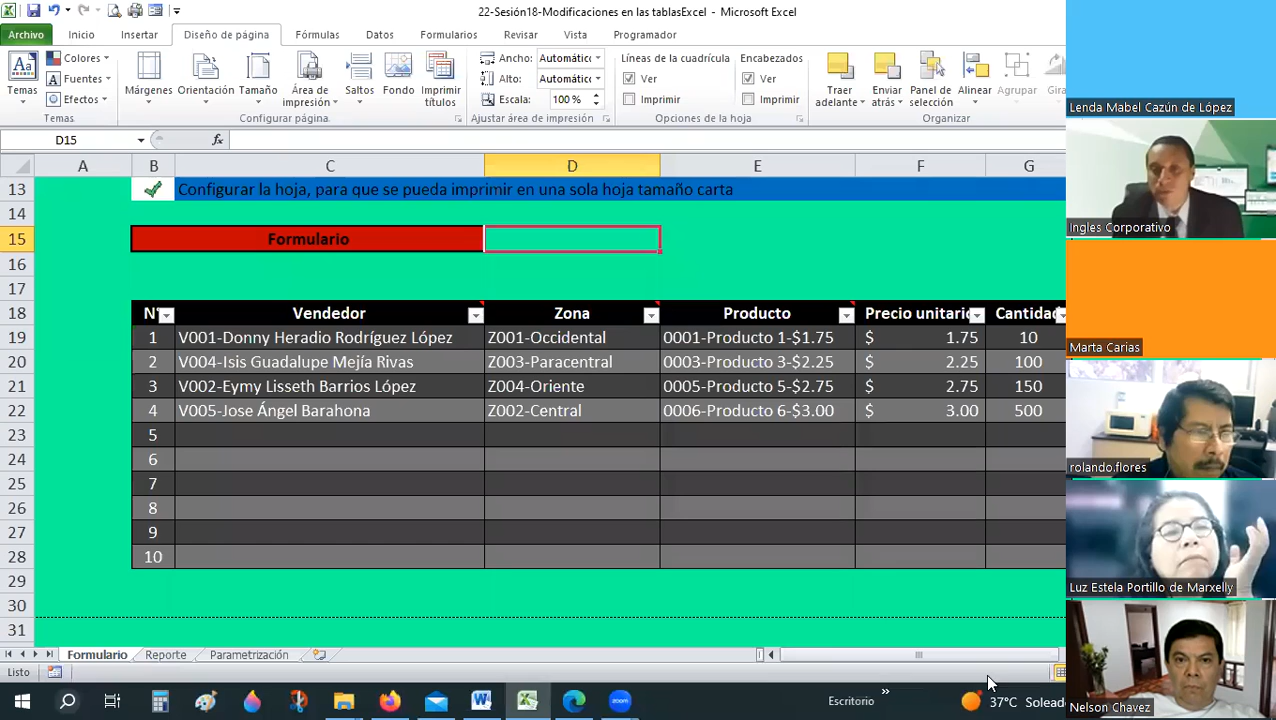 22-Sesión18-Modificaciones en las tablasExcel - Microsoft Excel
Archivo Inicio Insertar Diseño de página Fórmulas Datos Formularios Revisar Vista Programador
Temas Colores Fuentes Efectos
Temas
Márgenes Orientación Tamaño Área de impresión Saltos Fondo Imprimir títulos
Configurar página
Ancho: Automátic
Alto: Automátic
Escala: 100 %
Ajustar área de impresión
Líneas de la cuadrícula Encabezados
Ver Ver
Imprimir Imprimir
Opciones de la hoja
Traer adelante Enviar atrás Panel de selección Alinear Agrupar Gira
Organizar
D15 fx
A B C D E F G
13 Configurar la hoja, para que se pueda imprimir en una sola hoja tamaño carta
14
15 Formulario
16
17
18 N° Vendedor Zona Producto Precio unitario Cantidad
19 1 V001-Donny Heradio Rodríguez López Z001-Occidental 0001-Producto 1-$1.75 $ 1.75 10
20 2 V004-Isis Guadalupe Mejía Rivas Z003-Paracentral 0003-Producto 3-$2.25 $ 2.25 100
21 3 V002-Eymy Lisseth Barrios López Z004-Oriente 0005-Producto 5-$2.75 $ 2.75 150
22 4 V005-Jose Ángel Barahona Z002-Central 0006-Producto 6-$3.00 $ 3.00 500
23 5
24 6
25 7
26 8
27 9
28 10
29
30
31
Formulario Reporte Parametrización
Listo
Escritorio » 37°C Solead
Lenda Mabel Cazún de López
Ingles Corporativo
Marta Carias
rolando.flores
Luz Estela Portillo de Marxelly
Nelson Chavez